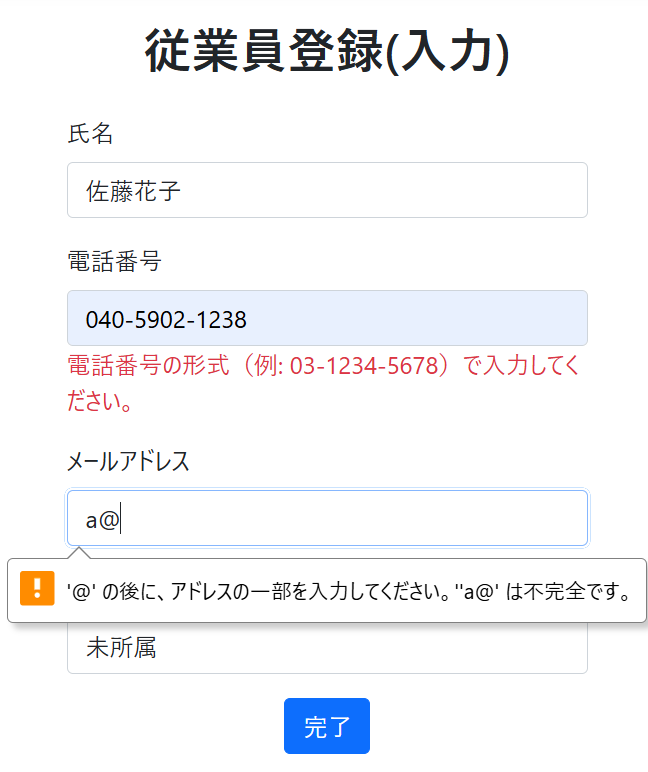 従業員登録(入力)
氏名
佐藤花子
電話番号
040-5902-1238
電話番号の形式（例: 03-1234-5678）で入力してく
ださい。
メールアドレス
a@
'@' の後に、アドレスの一部を入力してください。''a@' は不完全です。
未所属
完了